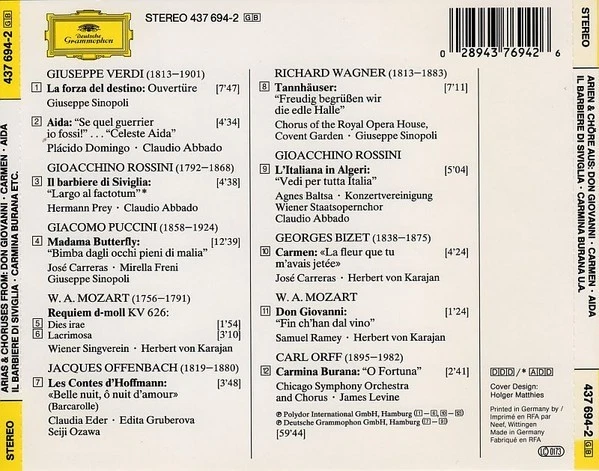 Deutsche
Grammophon
STEREO 437 694-2 GB
0 28943 76942 6
437 694-2 GB
ARIAS & CHORUSES FROM: DON GIOVANNI · CARMEN · AIDA
IL BARBIERE DI SIVIGLIA · CARMINA BURANA ETC.
STEREO
GIUSEPPE VERDI (1813–1901)
1 La forza del destino: Ouvertüre [7'47]
Giuseppe Sinopoli
2 Aida: “Se quel guerrier [4'34]
io fossi!” . . . “Celeste Aida”
Plácido Domingo · Claudio Abbado
GIOACCHINO ROSSINI (1792–1868)
3 Il barbiere di Siviglia: [4'38]
“Largo al factotum”*
Hermann Prey · Claudio Abbado
GIACOMO PUCCINI (1858–1924)
4 Madama Butterfly: [12'39]
“Bimba dagli occhi pieni di malia”
José Carreras · Mirella Freni
Giuseppe Sinopoli
W. A. MOZART (1756–1791)
Requiem d-moll KV 626:
5 Dies irae [1'54]
6 Lacrimosa [3'10]
Wiener Singverein · Herbert von Karajan
JACQUES OFFENBACH (1819–1880)
7 Les Contes d'Hoffmann: [3'48]
«Belle nuit, ô nuit d'amour»
(Barcarolle)
Claudia Eder · Edita Gruberova
Seiji Ozawa
RICHARD WAGNER (1813–1883)
8 Tannhäuser: [7'11]
“Freudig begrüßen wir
die edle Halle”
Chorus of the Royal Opera House,
Covent Garden · Giuseppe Sinopoli
GIOACCHINO ROSSINI
9 L'Italiana in Algeri: [5'04]
“Vedi per tutta Italia”
Agnes Baltsa · Konzertvereinigung
Wiener Staatsopernchor
Claudio Abbado
GEORGES BIZET (1838–1875)
10 Carmen: «La fleur que tu [4'24]
m'avais jetée»
José Carreras · Herbert von Karajan
W. A. MOZART
11 Don Giovanni: [1'24]
“Fin ch'han dal vino”
Samuel Ramey · Herbert von Karajan
CARL ORFF (1895–1982)
12 Carmina Burana: “O Fortuna” [2'41]
Chicago Symphony Orchestra
and Chorus · James Levine
℗ Polydor International GmbH, Hamburg
℗ Deutsche Grammophon GmbH, Hamburg
[59'44]
DDD / * ADD
Cover Design:
Holger Matthies
Printed in Germany by /
Imprimé en RFA par
Neef, Wittingen
Made in Germany
Fabriqué en RFA
LC 0173
STEREO
ARIEN & CHÖRE AUS: DON GIOVANNI · CARMEN · AIDA
IL BARBIERE DI SIVIGLIA · CARMINA BURANA U.A.
437 694-2 GB